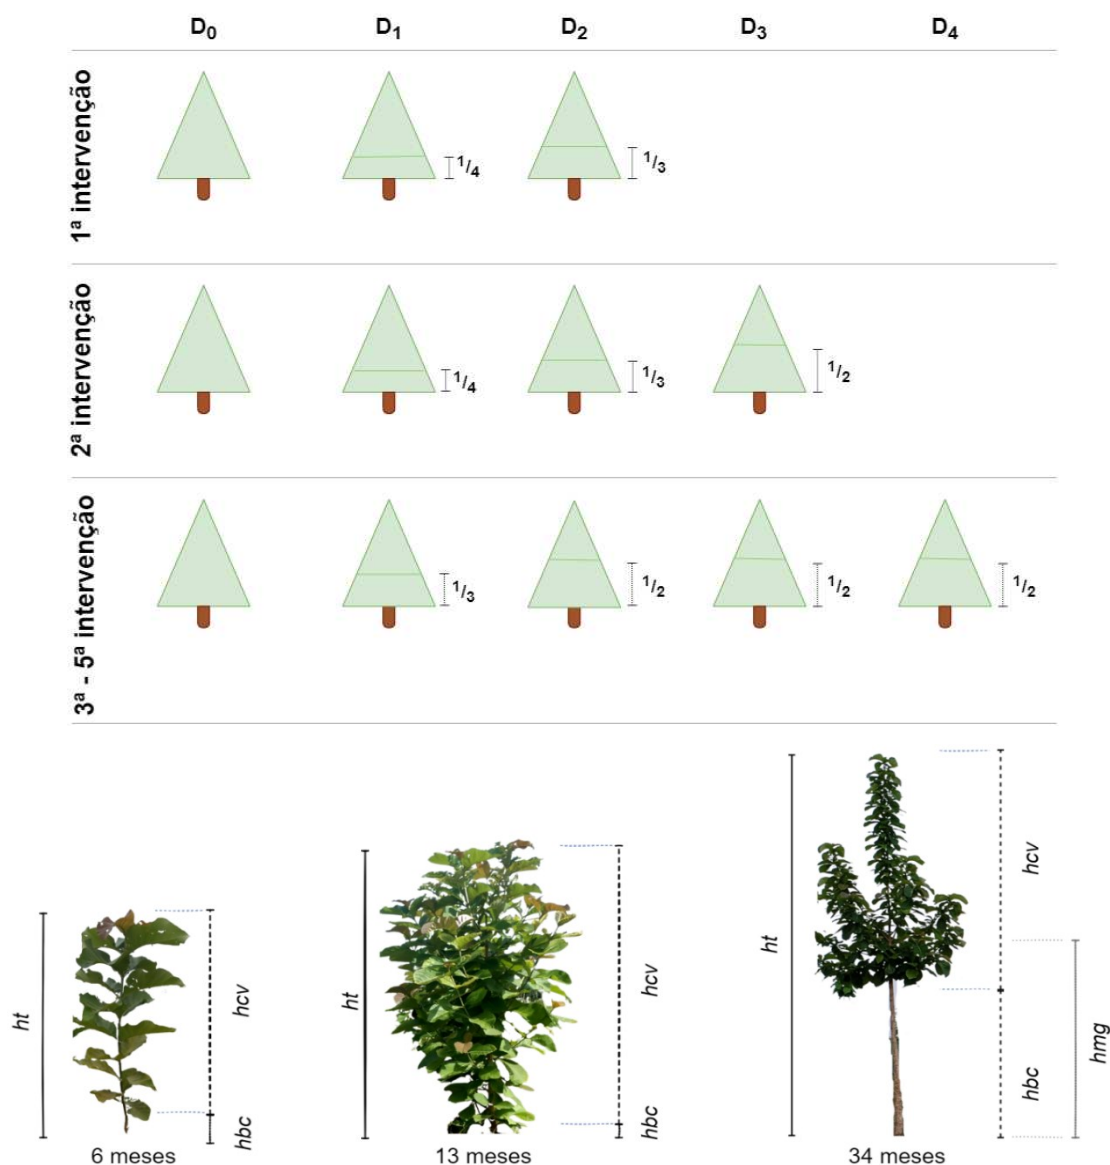 D0 D1 D2 D3 D4
1ª intervenção
1/4 1/3
2ª intervenção
1/4 1/3 1/2
3ª - 5ª intervenção
1/3 1/2 1/2 1/2
ht hcv hbc
6 meses
ht hcv hbc
13 meses
ht hcv hbc hmg
34 meses